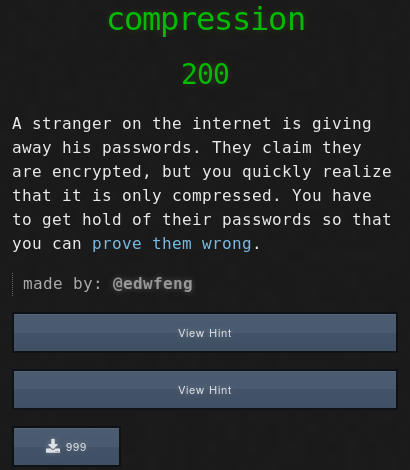 compression
200
A stranger on the internet is giving
away his passwords. They claim they
are encrypted, but you quickly realize
that it is only compressed. You have
to get hold of their passwords so that
you can prove them wrong.
made by: @edwfeng
View Hint
View Hint
999